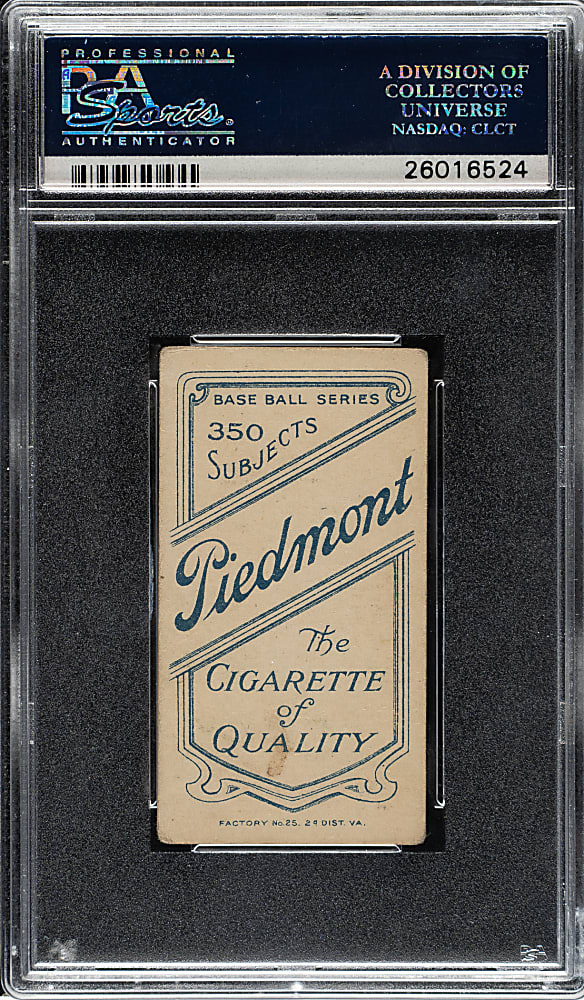 PROFESSIONAL
PSA
Sports
AUTHENTICATOR
A DIVISION OF
COLLECTORS
UNIVERSE
NASDAQ: CLCT
26016524
BASE BALL SERIES
350
SUBJECTS
Piedmont
The
CIGARETTE
of
QUALITY
FACTORY No. 25. 2d DIST. VA.
PSA